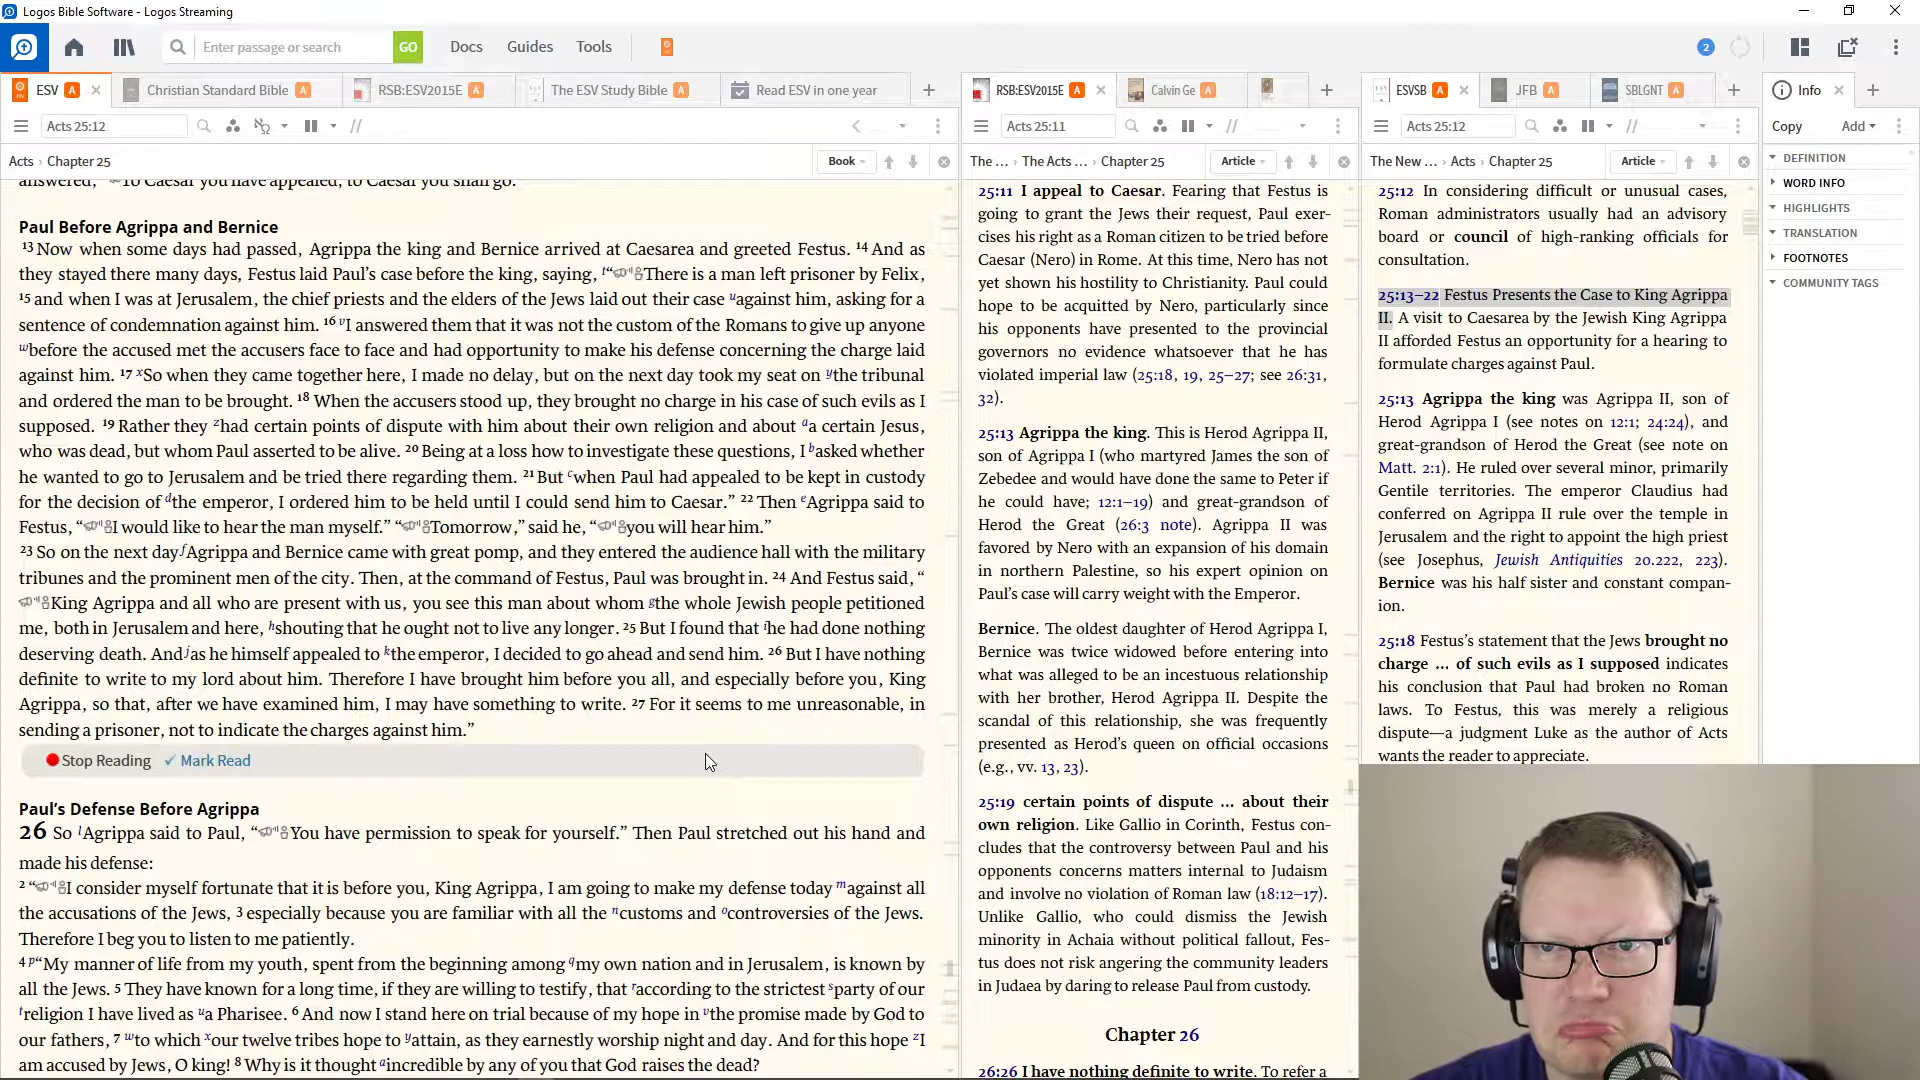 Logos Bible Software - Logos Streaming
Enter passage or search GO Docs Guides Tools 2
ESV A Christian Standard Bible A RSB:ESV2015E A The ESV Study Bible A Read ESV in one year
Acts 25:12
Acts › Chapter 25 Book
answered, “To Caesar you have appealed; to Caesar you shall go.”
Paul Before Agrippa and Bernice
13 Now when some days had passed, Agrippa the king and Bernice arrived at Caesarea and greeted Festus. 14 And as
they stayed there many days, Festus laid Paul’s case before the king, saying, t“There is a man left prisoner by Felix,
15 and when I was at Jerusalem, the chief priests and the elders of the Jews laid out their case u against him, asking for a
sentence of condemnation against him. 16 v I answered them that it was not the custom of the Romans to give up anyone
w before the accused met the accusers face to face and had opportunity to make his defense concerning the charge laid
against him. 17 x So when they came together here, I made no delay, but on the next day took my seat on y the tribunal
and ordered the man to be brought. 18 When the accusers stood up, they brought no charge in his case of such evils as I
supposed. 19 Rather they z had certain points of dispute with him about their own religion and about a a certain Jesus,
who was dead, but whom Paul asserted to be alive. 20 Being at a loss how to investigate these questions, I b asked whether
he wanted to go to Jerusalem and be tried there regarding them. 21 But c when Paul had appealed to be kept in custody
for the decision of d the emperor, I ordered him to be held until I could send him to Caesar.” 22 Then e Agrippa said to
Festus, “I would like to hear the man myself.” “Tomorrow,” said he, “you will hear him.”
23 So on the next day f Agrippa and Bernice came with great pomp, and they entered the audience hall with the military
tribunes and the prominent men of the city. Then, at the command of Festus, Paul was brought in. 24 And Festus said, “
King Agrippa and all who are present with us, you see this man about whom g the whole Jewish people petitioned
me, both in Jerusalem and here, h shouting that he ought not to live any longer. 25 But I found that i he had done nothing
deserving death. And j as he himself appealed to k the emperor, I decided to go ahead and send him. 26 But I have nothing
definite to write to my lord about him. Therefore I have brought him before you all, and especially before you, King
Agrippa, so that, after we have examined him, I may have something to write. 27 For it seems to me unreasonable, in
sending a prisoner, not to indicate the charges against him.”
Stop Reading ✓ Mark Read
Paul’s Defense Before Agrippa
26 So l Agrippa said to Paul, “You have permission to speak for yourself.” Then Paul stretched out his hand and
made his defense:
2 “I consider myself fortunate that it is before you, King Agrippa, I am going to make my defense today m against all
the accusations of the Jews, 3 especially because you are familiar with all the n customs and o controversies of the Jews.
Therefore I beg you to listen to me patiently.
4 p “My manner of life from my youth, spent from the beginning among q my own nation and in Jerusalem, is known by
all the Jews. 5 They have known for a long time, if they are willing to testify, that r according to the strictest s party of our
t religion I have lived as u a Pharisee. 6 And now I stand here on trial because of my hope in v the promise made by God to
our fathers, 7 w to which x our twelve tribes hope to y attain, as they earnestly worship night and day. And for this hope z I
am accused by Jews, O king! 8 Why is it thought a incredible by any of you that God raises the dead?
RSB:ESV2015E A Calvin Ge A
Acts 25:11
The ... › The Acts ... › Chapter 25 Article
25:11 I appeal to Caesar. Fearing that Festus is
going to grant the Jews their request, Paul exer-
cises his right as a Roman citizen to be tried before
Caesar (Nero) in Rome. At this time, Nero has not
yet shown his hostility to Christianity. Paul could
hope to be acquitted by Nero, particularly since
his opponents have presented to the provincial
governors no evidence whatsoever that he has
violated imperial law (25:18, 19, 25–27; see 26:31,
32).
25:13 Agrippa the king. This is Herod Agrippa II,
son of Agrippa I (who martyred James the son of
Zebedee and would have done the same to Peter if
he could have; 12:1–19) and great-grandson of
Herod the Great (26:3 note). Agrippa II was
favored by Nero with an expansion of his domain
in northern Palestine, so his expert opinion on
Paul’s case will carry weight with the Emperor.
Bernice. The oldest daughter of Herod Agrippa I,
Bernice was twice widowed before entering into
what was alleged to be an incestuous relationship
with her brother, Herod Agrippa II. Despite the
scandal of this relationship, she was frequently
presented as Herod’s queen on official occasions
(e.g., vv. 13, 23).
25:19 certain points of dispute ... about their
own religion. Like Gallio in Corinth, Festus con-
cludes that the controversy between Paul and his
opponents concerns matters internal to Judaism
and involve no violation of Roman law (18:12–17).
Unlike Gallio, who could dismiss the Jewish
minority in Achaia without political fallout, Fes-
tus does not risk angering the community leaders
in Judaea by daring to release Paul from custody.
Chapter 26
26:26 I have nothing definite to write. To refer a
ESVSB A JFB A SBLGNT A
Acts 25:12
The New ... › Acts › Chapter 25 Article
25:12 In considering difficult or unusual cases,
Roman administrators usually had an advisory
board or council of high-ranking officials for
consultation.
25:13–22 Festus Presents the Case to King Agrippa
II. A visit to Caesarea by the Jewish King Agrippa
II afforded Festus an opportunity for a hearing to
formulate charges against Paul.
25:13 Agrippa the king was Agrippa II, son of
Herod Agrippa I (see notes on 12:1; 24:24), and
great-grandson of Herod the Great (see note on
Matt. 2:1). He ruled over several minor, primarily
Gentile territories. The emperor Claudius had
conferred on Agrippa II rule over the temple in
Jerusalem and the right to appoint the high priest
(see Josephus, Jewish Antiquities 20.222, 223).
Bernice was his half sister and constant compan-
ion.
25:18 Festus’s statement that the Jews brought no
charge ... of such evils as I supposed indicates
his conclusion that Paul had broken no Roman
laws. To Festus, this was merely a religious
dispute—a judgment Luke as the author of Acts
wants the reader to appreciate.
Info
Copy Add
DEFINITION
WORD INFO
HIGHLIGHTS
TRANSLATION
FOOTNOTES
COMMUNITY TAGS